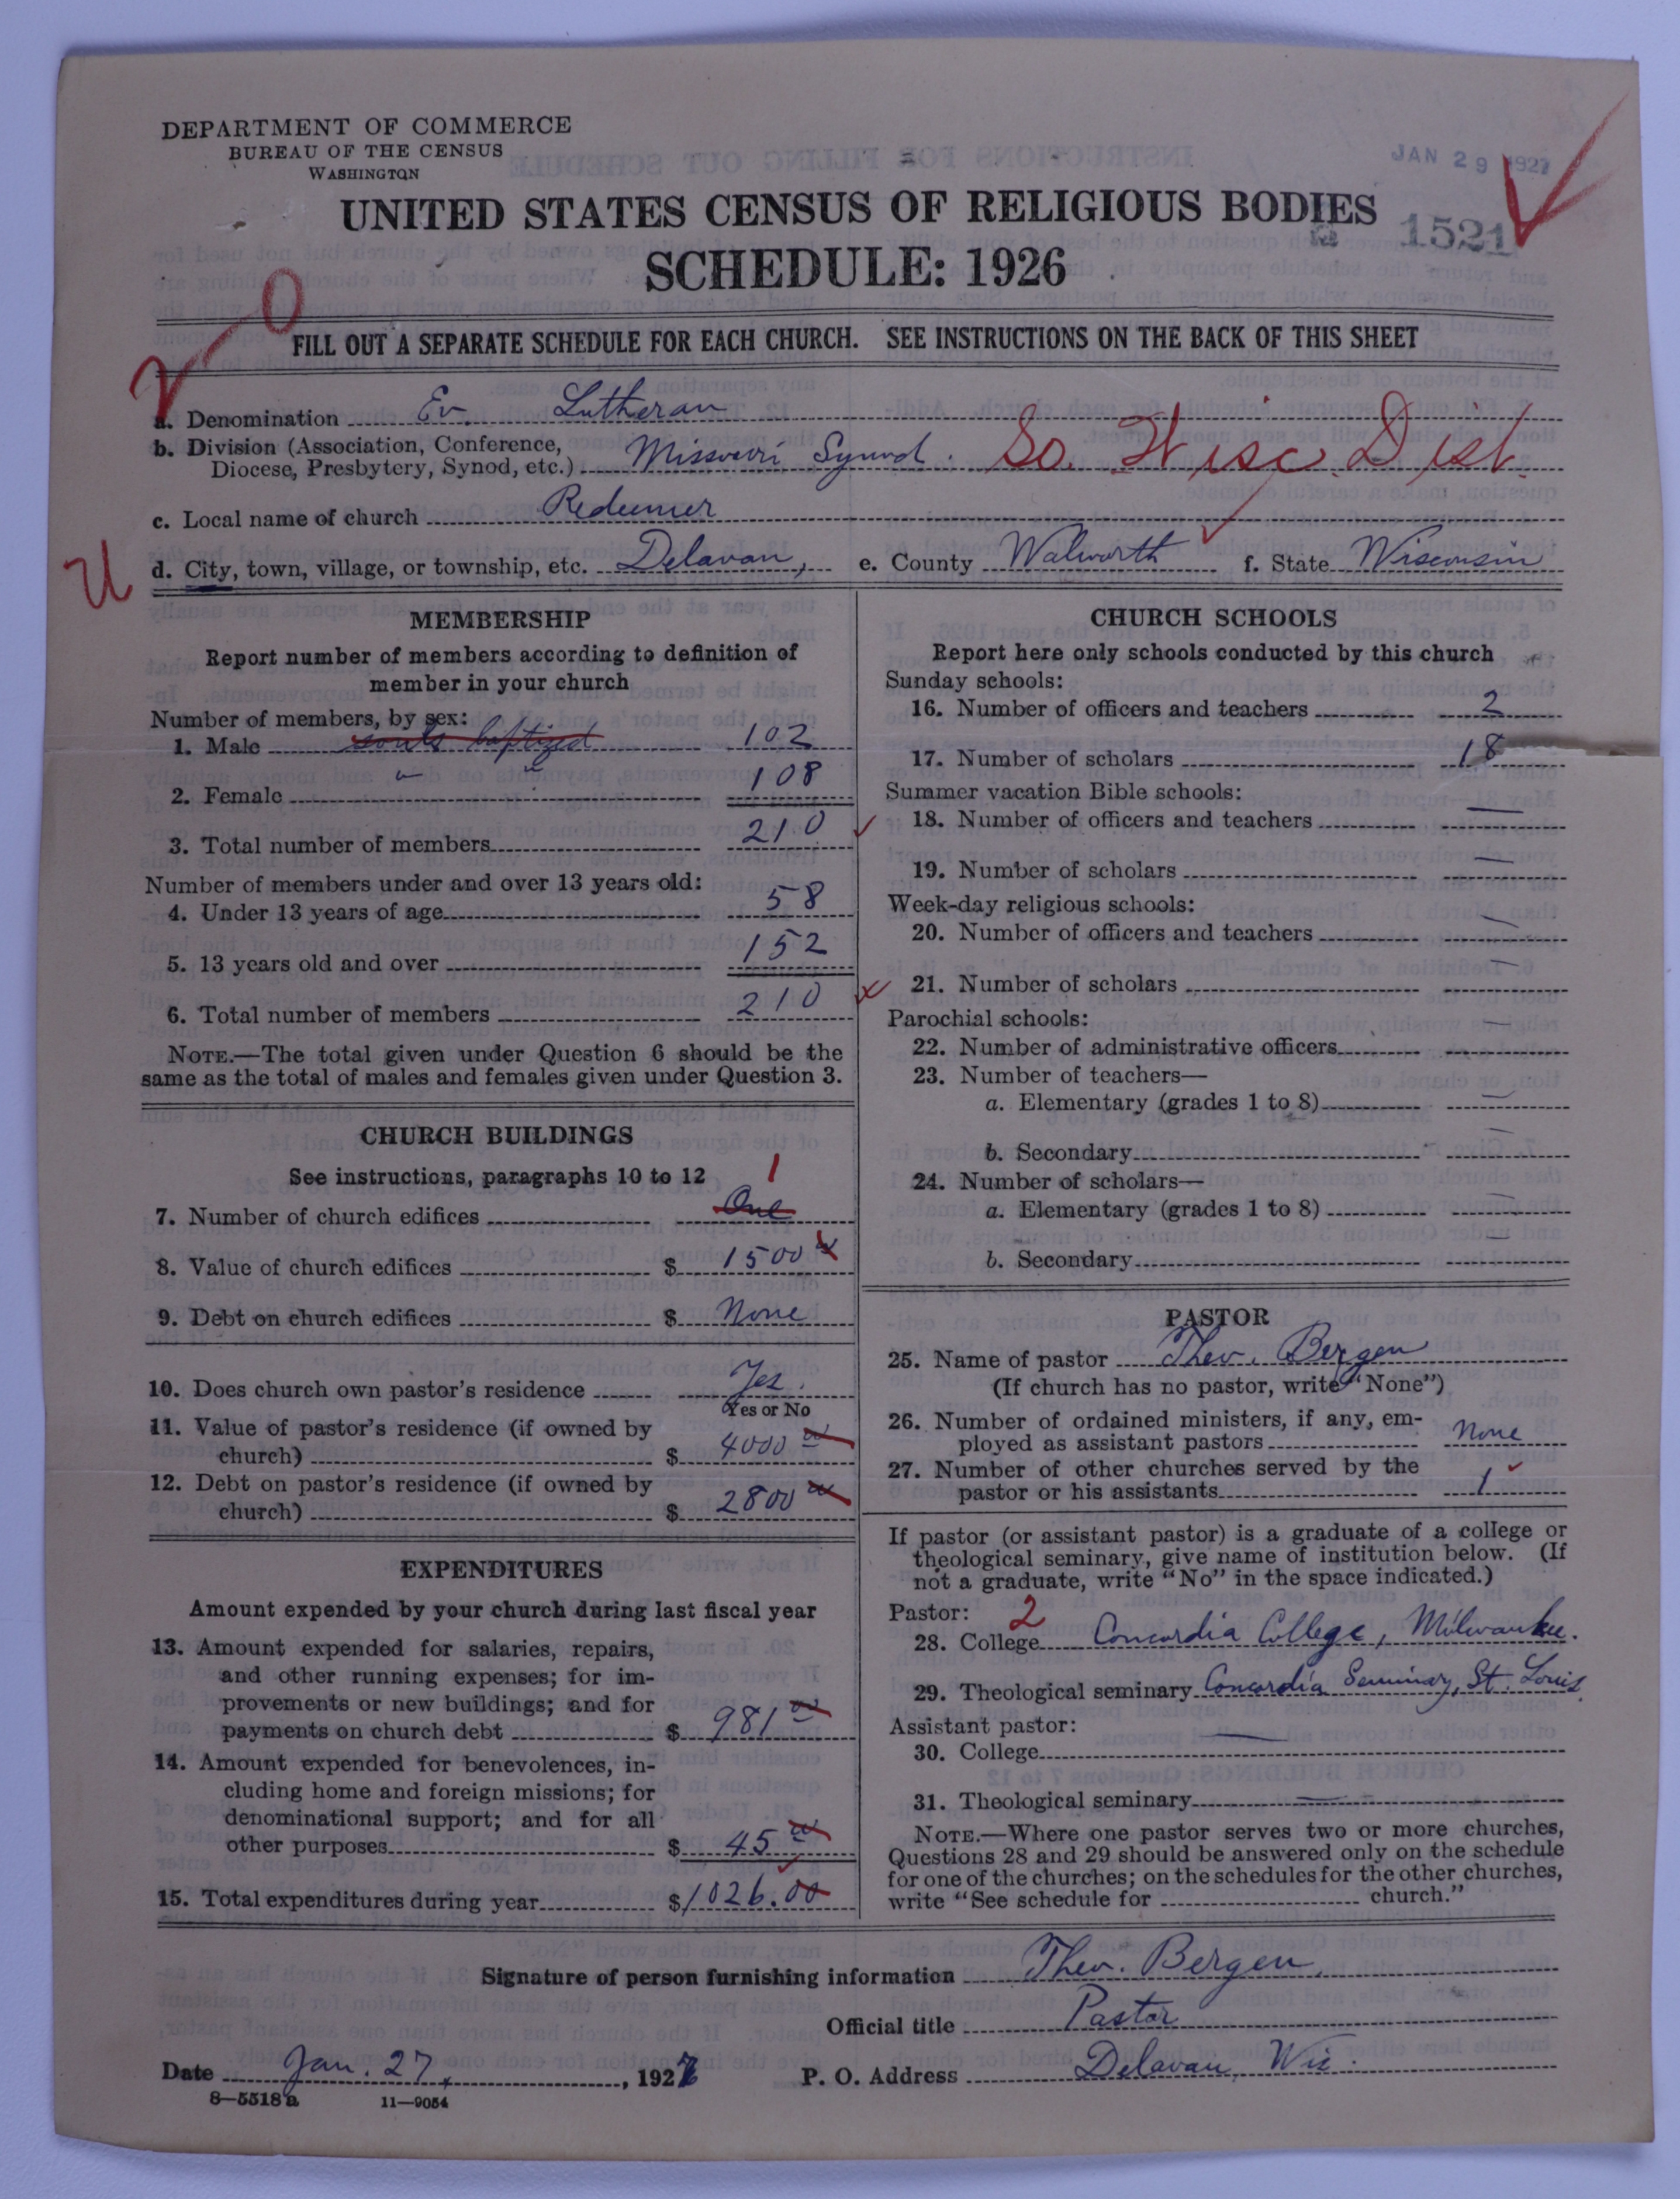 DEPARTMENT OF COMMERCE
BUREAU OF THE CENSUS
WASHINGTON
JAN 29 1927
UNITED STATES CENSUS OF RELIGIOUS BODIES
1521
SCHEDULE: 1926
FILL OUT A SEPARATE SCHEDULE FOR EACH CHURCH. SEE INSTRUCTIONS ON THE BACK OF THIS SHEET
a. Denomination Ev. Lutheran
b. Division (Association, Conference,
Diocese, Presbytery, Synod, etc.) Missouri Synod. So. Wisc. Dist.
c. Local name of church Redeemer
U
d. City, town, village, or township, etc. Delavan, e. County Walworth f. State Wisconsin
MEMBERSHIP
Report number of members according to definition of
member in your church
Number of members, by sex:
1. Male souls baptized 102
2. Female " " 108
3. Total number of members 210
Number of members under and over 13 years old:
4. Under 13 years of age 58
5. 13 years old and over 152
6. Total number of members 210
NOTE.—The total given under Question 6 should be the
same as the total of males and females given under Question 3.
CHURCH BUILDINGS
See instructions, paragraphs 10 to 12
1
7. Number of church edifices One
8. Value of church edifices $ 1500 00
9. Debt on church edifices $ None
10. Does church own pastor's residence Yes.
Yes or No
11. Value of pastor's residence (if owned by
church) $ 4000 00
12. Debt on pastor's residence (if owned by
church) $ 2800 00
EXPENDITURES
Amount expended by your church during last fiscal year
13. Amount expended for salaries, repairs,
and other running expenses; for im-
provements or new buildings; and for
payments on church debt $ 981 00
14. Amount expended for benevolences, in-
cluding home and foreign missions; for
denominational support; and for all
other purposes $ 45 00
15. Total expenditures during year $ 1026.00
CHURCH SCHOOLS
Report here only schools conducted by this church
Sunday schools:
16. Number of officers and teachers 2
17. Number of scholars 18
Summer vacation Bible schools:
18. Number of officers and teachers —
19. Number of scholars —
Week-day religious schools:
20. Number of officers and teachers —
21. Number of scholars —
Parochial schools:
22. Number of administrative officers —
23. Number of teachers—
a. Elementary (grades 1 to 8) —
b. Secondary —
24. Number of scholars—
a. Elementary (grades 1 to 8) —
b. Secondary —
PASTOR
25. Name of pastor Theo. Bergen
(If church has no pastor, write "None")
26. Number of ordained ministers, if any, em-
ployed as assistant pastors None
27. Number of other churches served by the
pastor or his assistants 1
If pastor (or assistant pastor) is a graduate of a college or
theological seminary, give name of institution below. (If
not a graduate, write "No" in the space indicated.)
Pastor: 2
28. College Concordia College, Milwaukee.
29. Theological seminary Concordia Seminary, St. Louis.
Assistant pastor:
30. College —
31. Theological seminary —
NOTE.—Where one pastor serves two or more churches,
Questions 28 and 29 should be answered only on the schedule
for one of the churches; on the schedules for the other churches,
write "See schedule for church."
Signature of person furnishing information Theo. Bergen.
Official title Pastor
Date Jan. 27, 1927 P. O. Address Delavan, Wis.
8—5518 a 11—9054